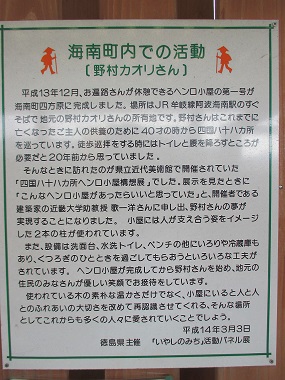 海南町内での活動
〔野村カオリさん〕
平成13年12月、お遍路さんが休憩できるヘンロ小屋の第一号が
海南町四方原に完成しました。場所はJR牟岐線阿波海南駅のすぐ
そばで地元の野村カオリさんの所有地です。野村さんはこれまでに
亡くなったご主人の供養のために40才の時から四国八十八カ所
を巡っています。徒歩巡拝をする時にはトイレと腰を降ろすところが
必要だと20年前から思っていました。
そんなときに訪れたのが県立近代美術館で開催されていた
「四国八十八カ所ヘンロ小屋構想展」でした。展示を見たときに
「こんなヘンロ小屋があったらいいと思っていた」と、開催者である
建築家の近畿大学助教授 歌一洋さんに申し出、野村さんの夢が
実現することになりました。 小屋には人が支え合う姿をイメージ
した2本の柱が使われています。
また、設備は洗面台、水洗トイレ、ベンチの他にいろりや冷蔵庫も
あり、くつろぎのひとときを過ごしてもらおうといろいろな工夫が
されています。 ヘンロ小屋が完成してから野村さんを始め、地元の
住民のみなさんが優しい笑顔でお接待をしています。
使われている木の素朴な温かさだけでなく、小屋にいると人と人
とのふれあいの大切さを改めて再認識させてくれる、そんな場所
としてこれからも多くの人々に愛されていくことでしょう。
平成14年3月3日
徳島県主催 「いやしのみち」活動パネル展